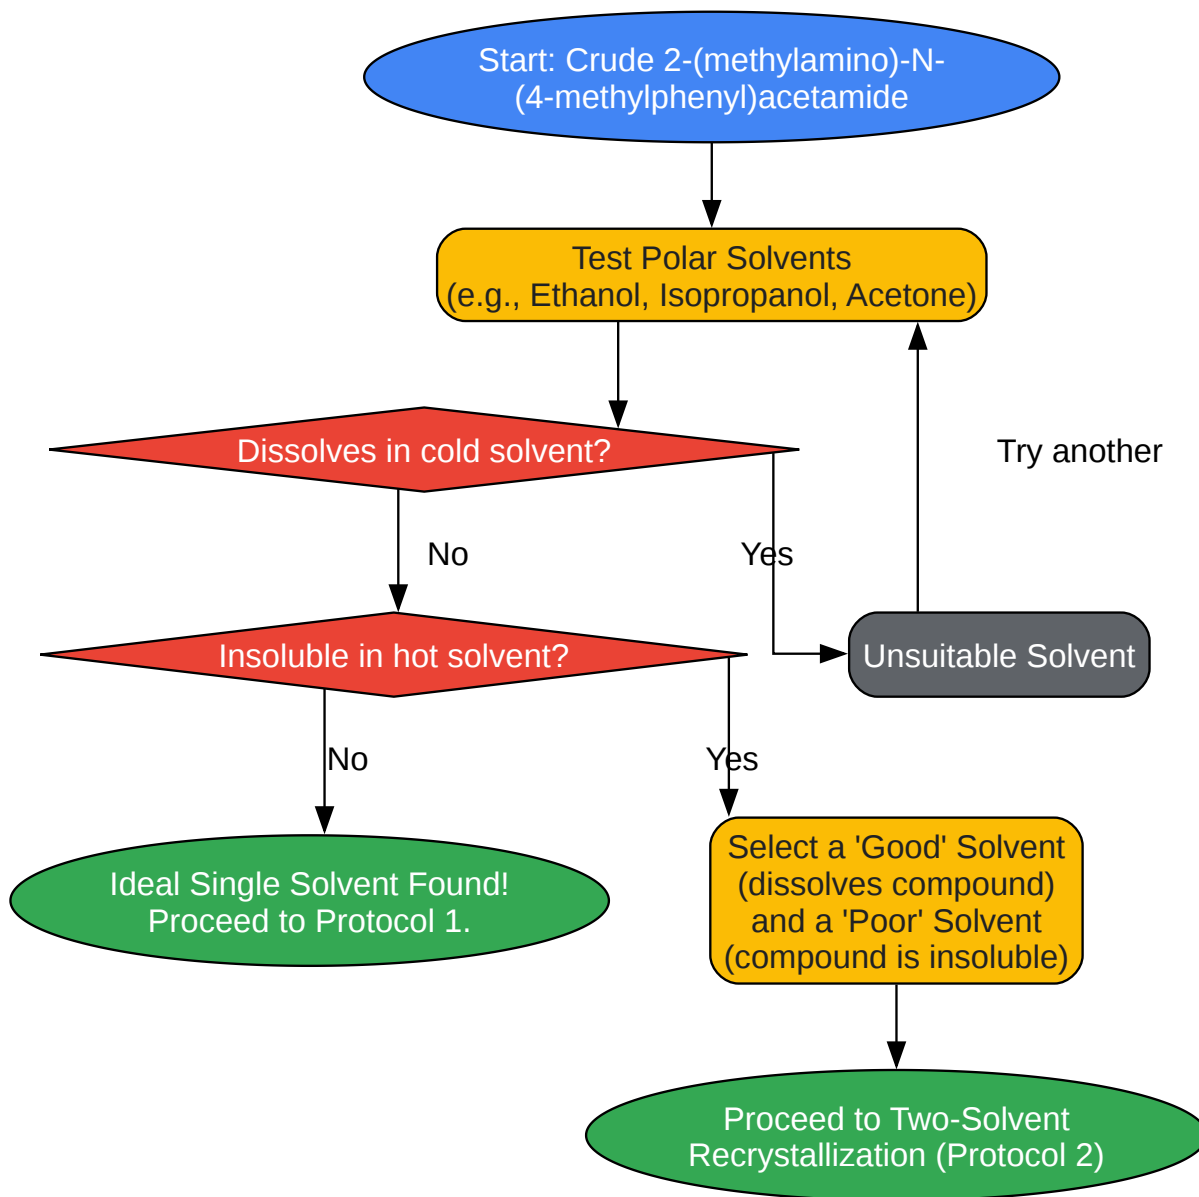 Start: Crude 2-(methylamino)-N-
(4-methylphenyl)acetamide
Test Polar Solvents
(e.g., Ethanol, Isopropanol, Acetone)
Dissolves in cold solvent?
Try another
No
Yes
Insoluble in hot solvent?
Unsuitable Solvent
No
Yes
Ideal Single Solvent Found!
Proceed to Protocol 1.
Select a 'Good' Solvent
(dissolves compound)
and a 'Poor' Solvent
(compound is insoluble)
Proceed to Two-Solvent
Recrystallization (Protocol 2)